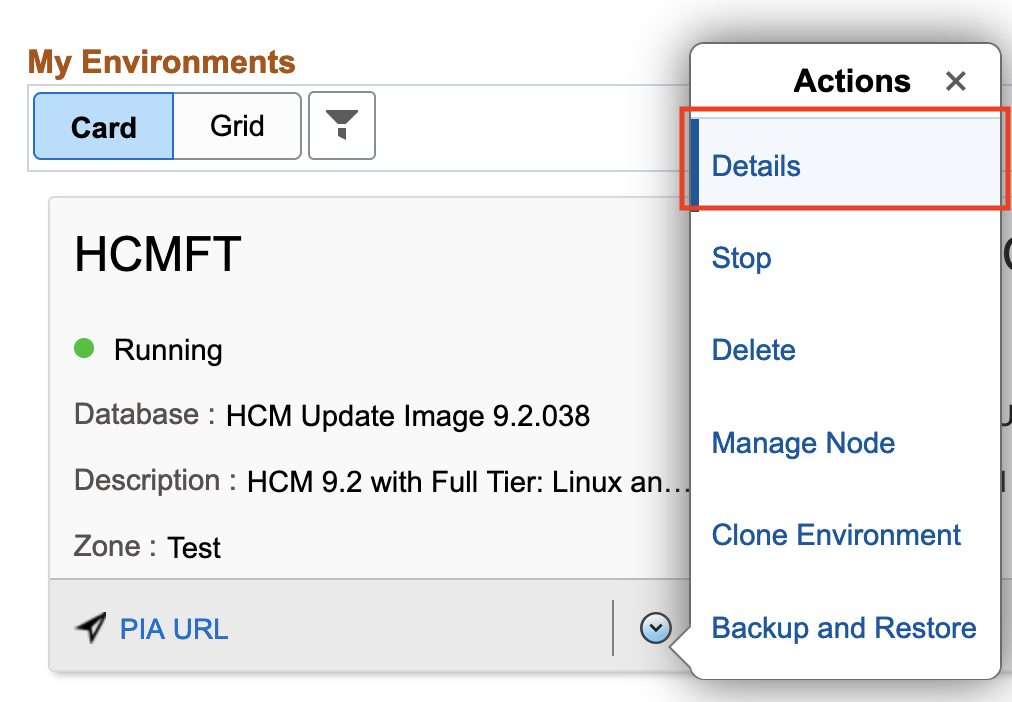 My Environments
Card
Grid
HCMFT
Running
Database : HCM Update Image 9.2.038
Description : HCM 9.2 with Full Tier: Linux an…
Zone : Test
PIA URL
Actions
Details
Stop
Delete
Manage Node
Clone Environment
Backup and Restore